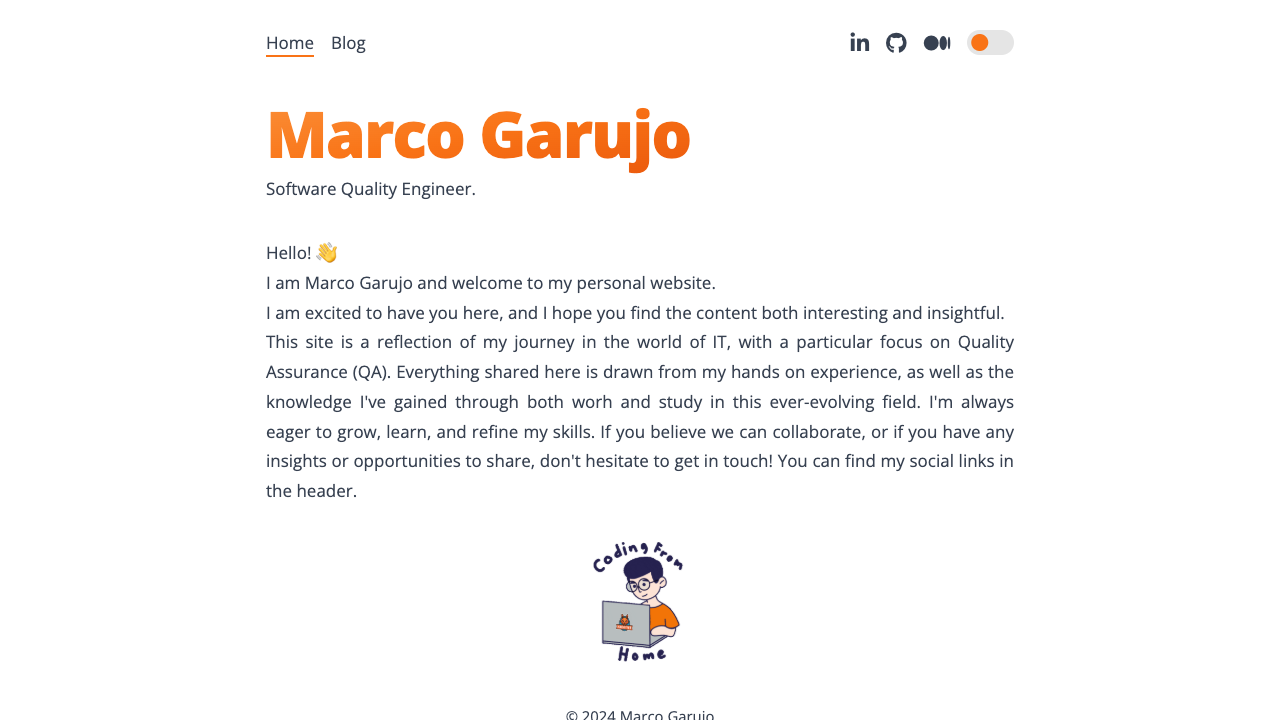 Home Blog
Marco Garujo
Software Quality Engineer.
Hello! 👋
I am Marco Garujo and welcome to my personal website.
I am excited to have you here, and I hope you find the content both interesting and insightful.
This site is a reflection of my journey in the world of IT, with a particular focus on Quality
Assurance (QA). Everything shared here is drawn from my hands on experience, as well as the
knowledge I've gained through both worh and study in this ever-evolving field. I'm always
eager to grow, learn, and refine my skills. If you believe we can collaborate, or if you have any
insights or opportunities to share, don't hesitate to get in touch! You can find my social links in
the header.
Coding From
Home
© 2024 Marco Garujo